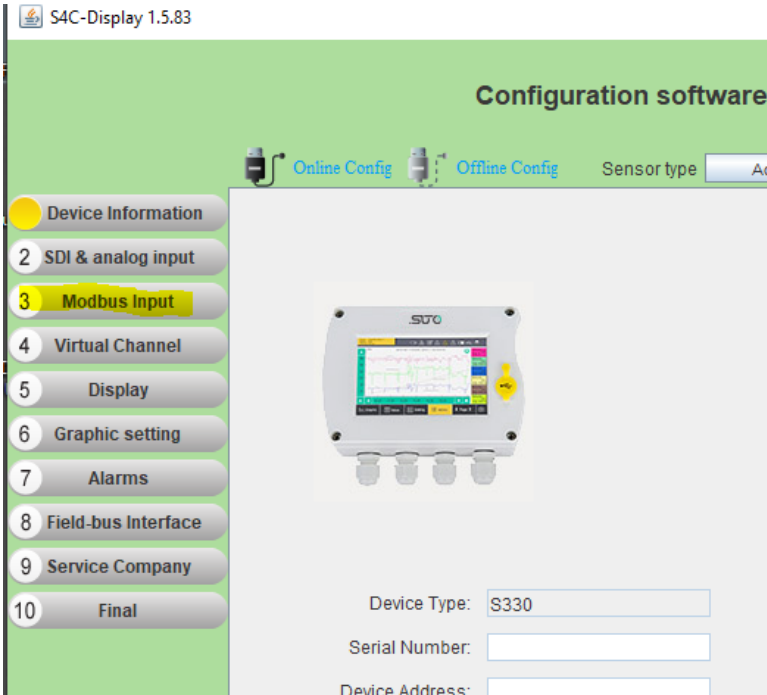 S4C-Display 1.5.83
Configuration software
Online Config
Offline Config
Sensor type
Device Information
2 SDI & analog input
3 Modbus Input
4 Virtual Channel
5 Display
6 Graphic setting
7 Alarms
8 Field-bus Interface
9 Service Company
10 Final
SUTO
Device Type: S330
Serial Number:
Device Address: